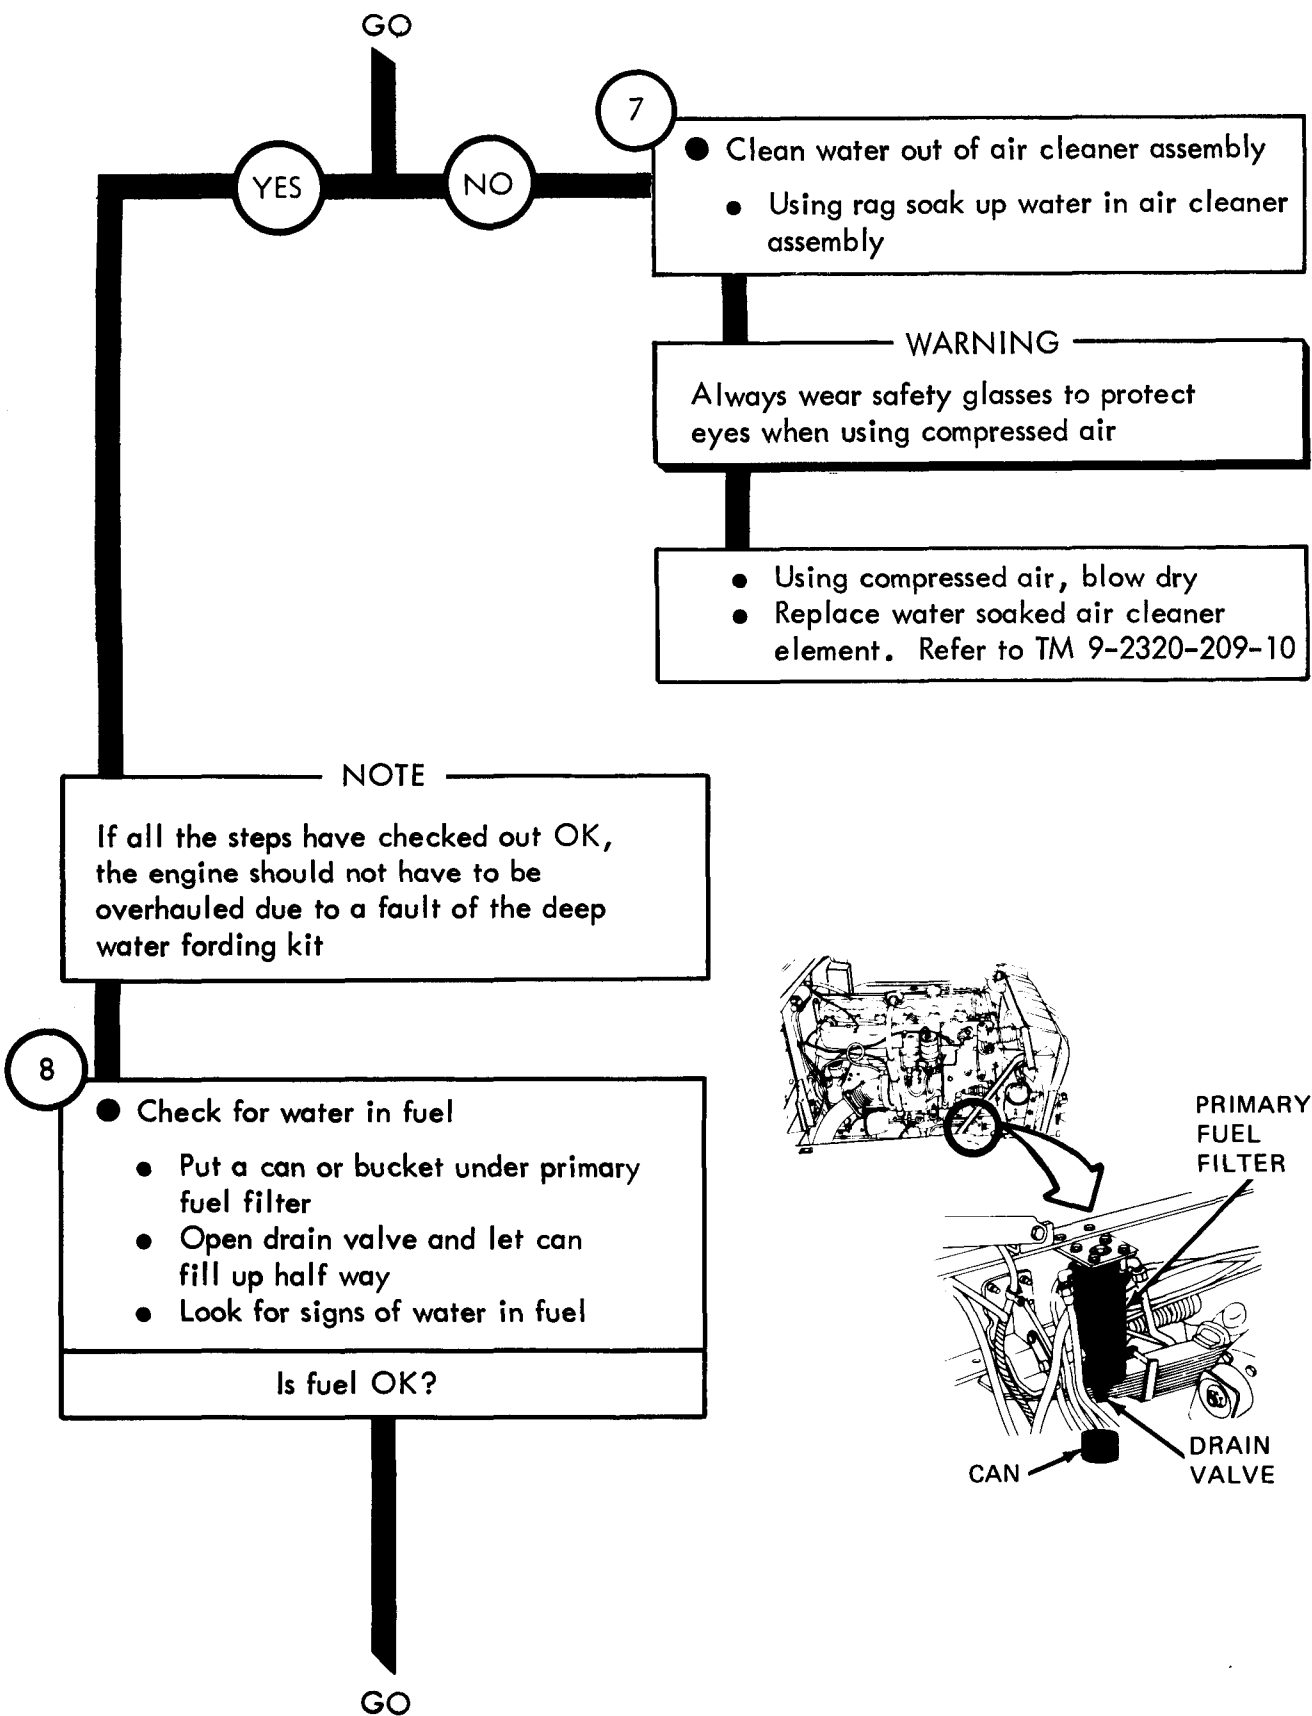 GO
YES
NO
7
● Clean water out of air cleaner assembly
● Using rag soak up water in air cleaner
assembly
WARNING
Always wear safety glasses to protect
eyes when using compressed air
● Using compressed air, blow dry
● Replace water soaked air cleaner
element. Refer to TM 9-2320-209-10
NOTE
If all the steps have checked out OK,
the engine should not have to be
overhauled due to a fault of the deep
water fording kit
8
● Check for water in fuel
● Put a can or bucket under primary
fuel filter
● Open drain valve and let can
fill up half way
● Look for signs of water in fuel
Is fuel OK?
PRIMARY
FUEL
FILTER
DRAIN
VALVE
CAN
GO